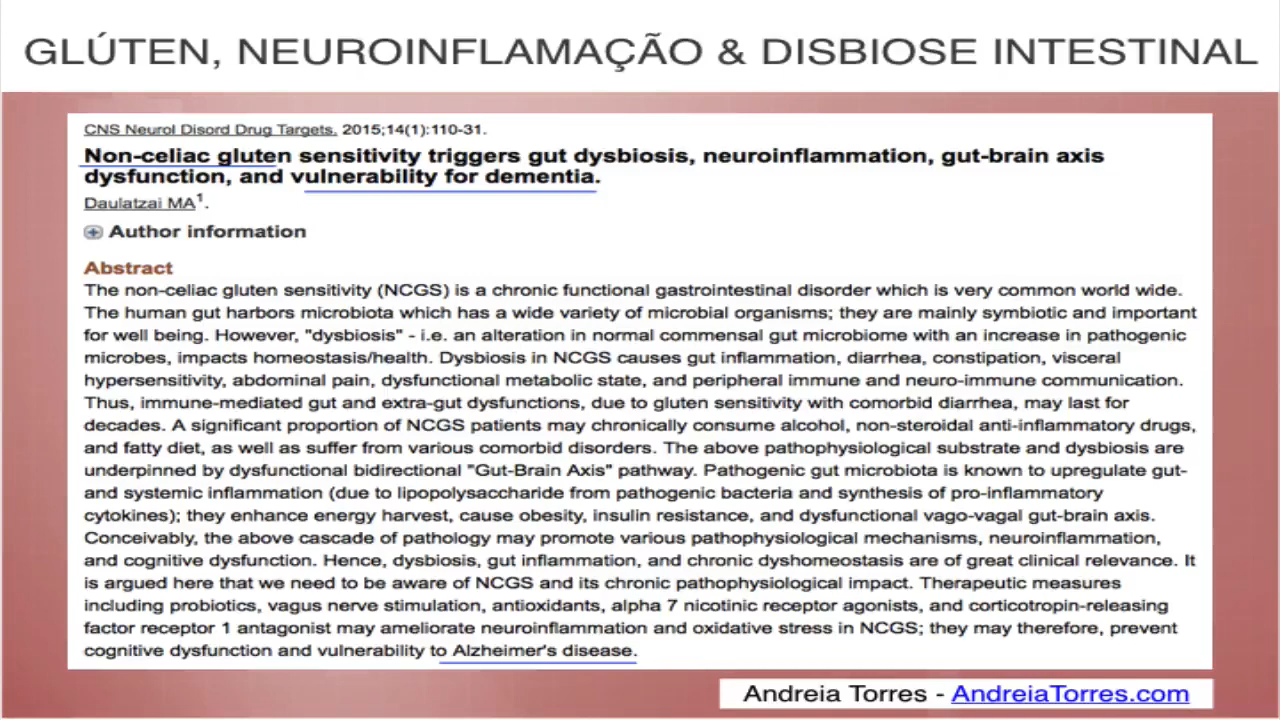 GLÚTEN, NEUROINFLAMAÇÃO & DISBIOSE INTESTINAL
CNS Neurol Disord Drug Targets. 2015;14(1):110-31.
Non-celiac gluten sensitivity triggers gut dysbiosis, neuroinflammation, gut-brain axis
dysfunction, and vulnerability for dementia.
Daulatzai MA1.
Author information
Abstract
The non-celiac gluten sensitivity (NCGS) is a chronic functional gastrointestinal disorder which is very common world wide.
The human gut harbors microbiota which has a wide variety of microbial organisms; they are mainly symbiotic and important
for well being. However, "dysbiosis" - i.e. an alteration in normal commensal gut microbiome with an increase in pathogenic
microbes, impacts homeostasis/health. Dysbiosis in NCGS causes gut inflammation, diarrhea, constipation, visceral
hypersensitivity, abdominal pain, dysfunctional metabolic state, and peripheral immune and neuro-immune communication.
Thus, immune-mediated gut and extra-gut dysfunctions, due to gluten sensitivity with comorbid diarrhea, may last for
decades. A significant proportion of NCGS patients may chronically consume alcohol, non-steroidal anti-inflammatory drugs,
and fatty diet, as well as suffer from various comorbid disorders. The above pathophysiological substrate and dysbiosis are
underpinned by dysfunctional bidirectional "Gut-Brain Axis" pathway. Pathogenic gut microbiota is known to upregulate gut-
and systemic inflammation (due to lipopolysaccharide from pathogenic bacteria and synthesis of pro-inflammatory
cytokines); they enhance energy harvest, cause obesity, insulin resistance, and dysfunctional vago-vagal gut-brain axis.
Conceivably, the above cascade of pathology may promote various pathophysiological mechanisms, neuroinflammation,
and cognitive dysfunction. Hence, dysbiosis, gut inflammation, and chronic dyshomeostasis are of great clinical relevance. It
is argued here that we need to be aware of NCGS and its chronic pathophysiological impact. Therapeutic measures
including probiotics, vagus nerve stimulation, antioxidants, alpha 7 nicotinic receptor agonists, and corticotropin-releasing
factor receptor 1 antagonist may ameliorate neuroinflammation and oxidative stress in NCGS; they may therefore, prevent
cognitive dysfunction and vulnerability to Alzheimer's disease.
Andreia Torres - AndreiaTorres.com